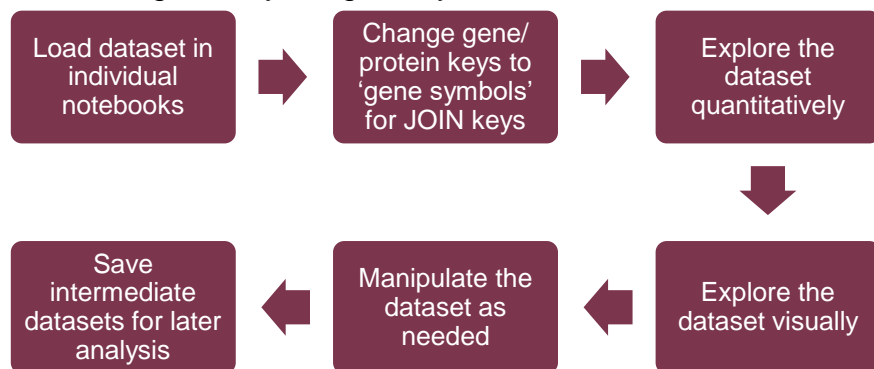 Load dataset in
individual
notebooks
Change gene/
protein keys to
‘gene symbols’
for JOIN keys
Explore the
dataset
quantitatively
Explore the
dataset visually
Manipulate the
dataset as
needed
Save
intermediate
datasets for later
analysis